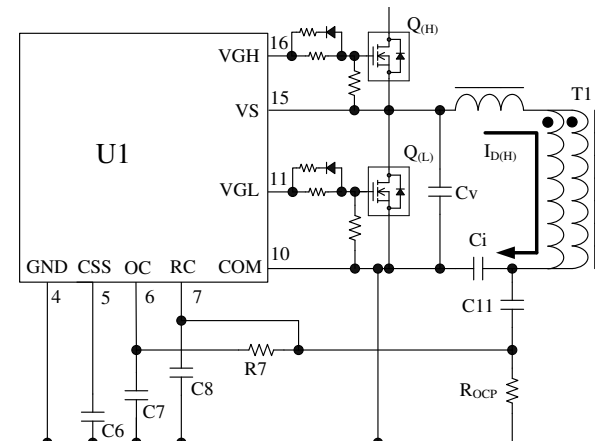 Q(H)
16
VGH
T1
15
VS
U1
Q(L)
ID(H)
11
VGL
Cv
Ci
10
GND CSS OC RC COM
4 5 6 7
C11
R7
C8
ROCP
C7
C6